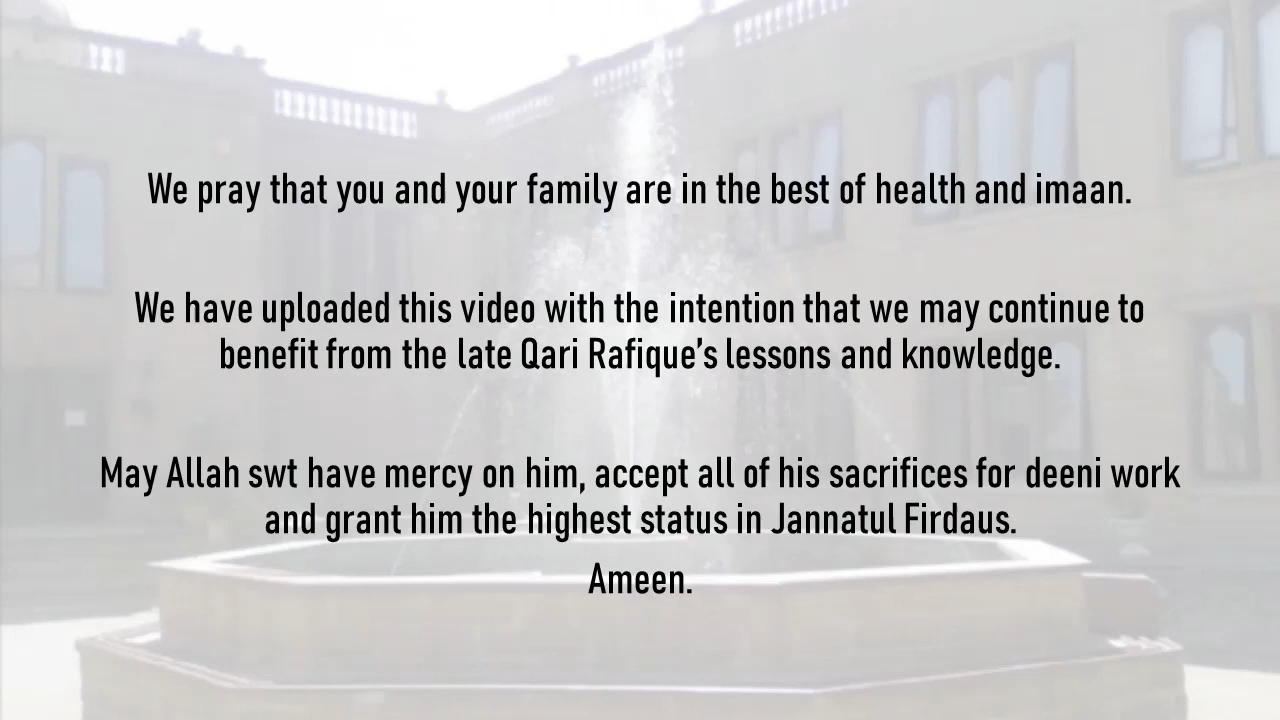 We pray that you and your family are in the best of health and imaan.
We have uploaded this video with the intention that we may continue to
benefit from the late Qari Rafique’s lessons and knowledge.
May Allah swt have mercy on him, accept all of his sacrifices for deeni work
and grant him the highest status in Jannatul Firdaus.
Ameen.